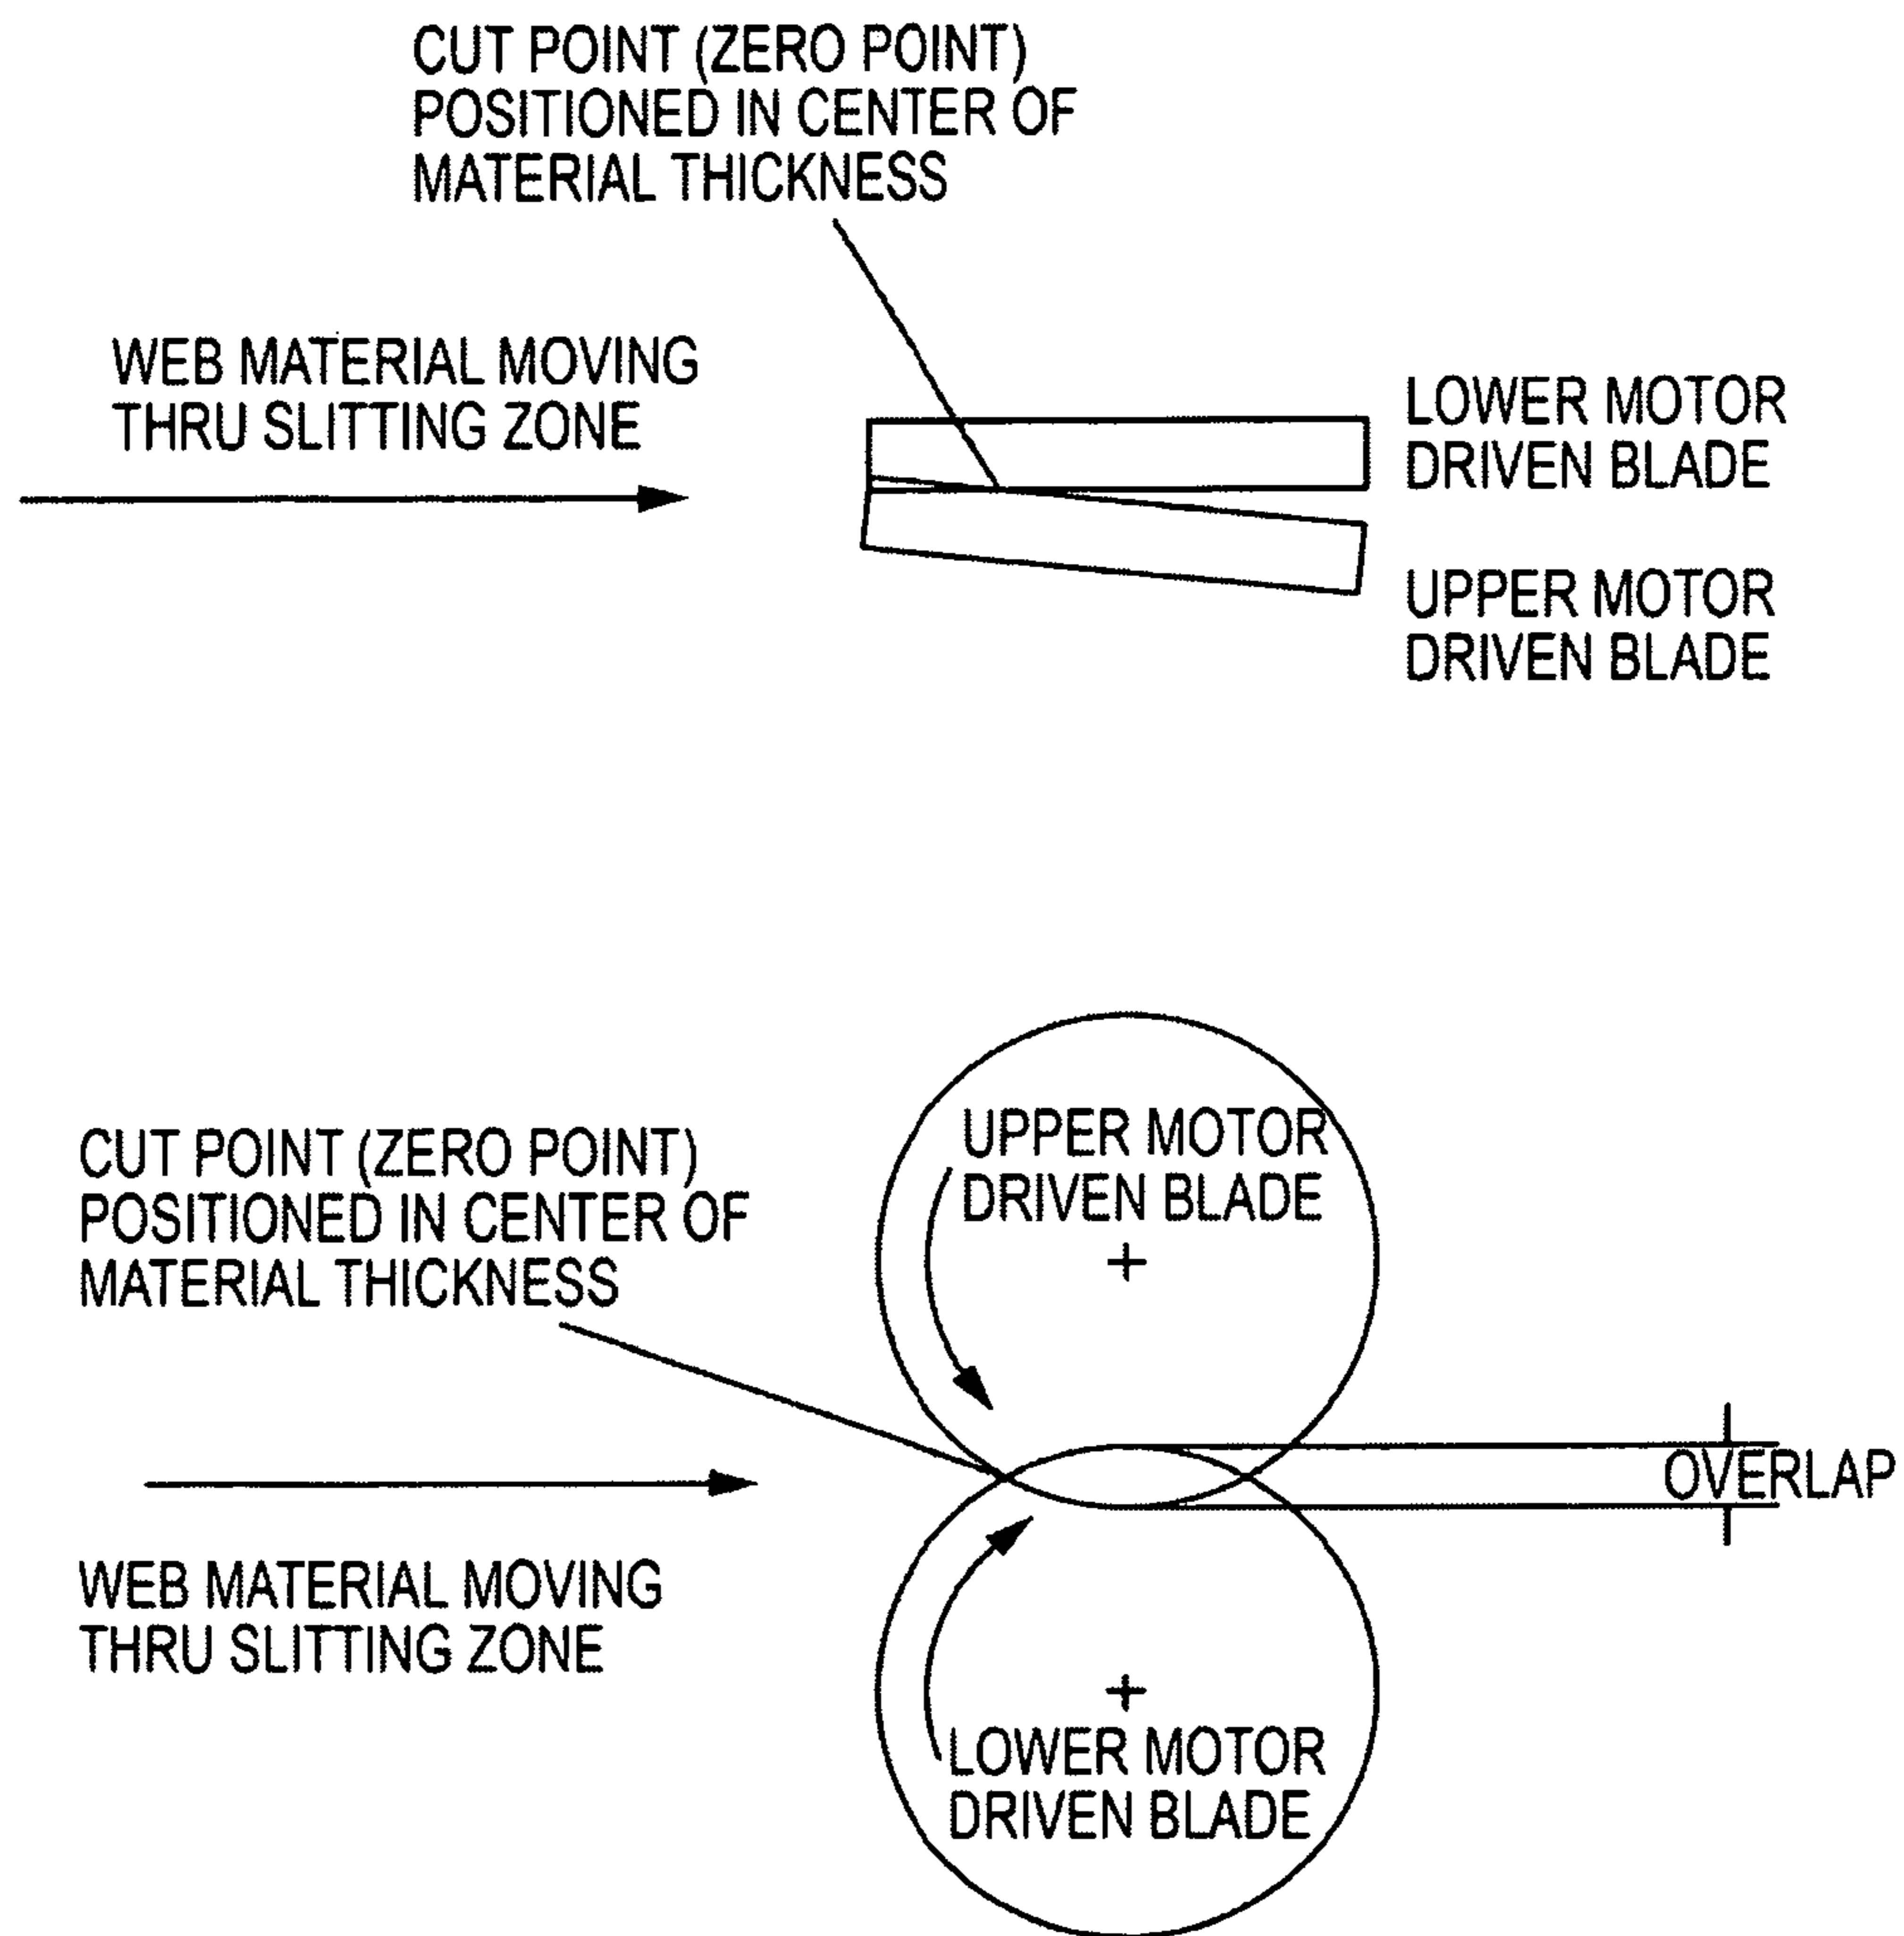 CUT POINT (ZERO POINT)
POSITIONED IN CENTER OF
MATERIAL THICKNESS
WEB MATERIAL MOVING
THRU SLITTING ZONE
LOWER MOTOR
DRIVEN BLADE
UPPER MOTOR
DRIVEN BLADE
UPPER MOTOR
DRIVEN BLADE
CUT POINT (ZERO POINT)
POSITIONED IN CENTER OF
MATERIAL THICKNESS
OVERLAP
WEB MATERIAL MOVING
THRU SLITTING ZONE
LOWER MOTOR
DRIVEN BLADE